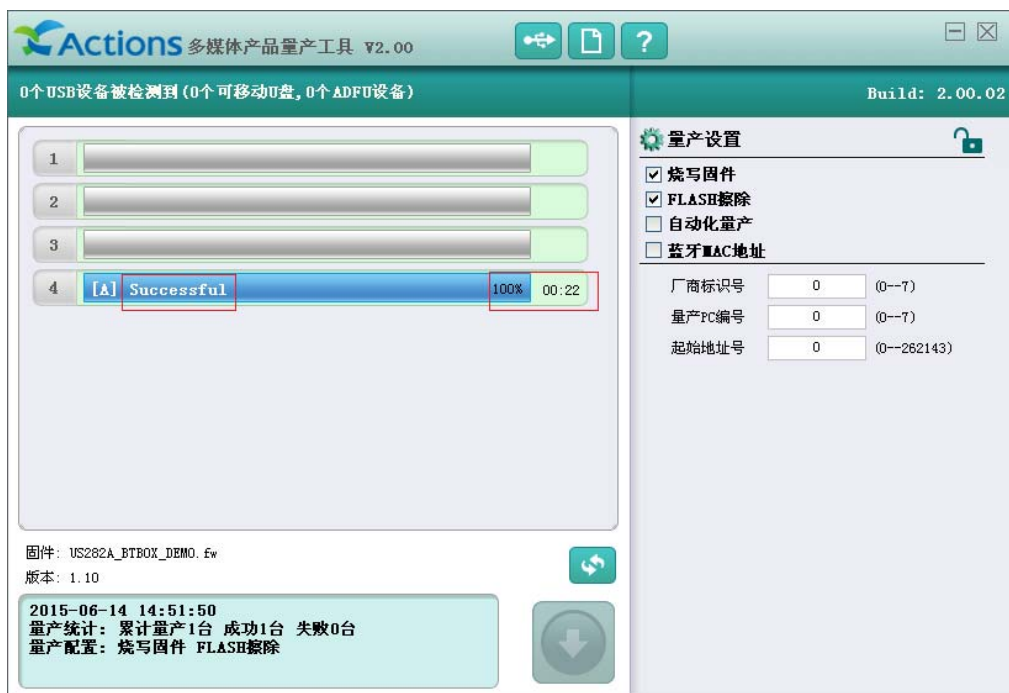 Actions 多媒体产品量产工具 V2.00
?
0个USB设备被检测到(0个可移动U盘,0个ADFU设备)
Build: 2.00.02
1
2
3
4 [A] Successful 100% 00:22
量产设置
烧写固件
FLASH擦除
自动化量产
蓝牙MAC地址
厂商标识号 0 (0--7)
量产PC编号 0 (0--7)
起始地址号 0 (0--262143)
固件: US282A_BTBOX_DEMO.fw
版本: 1.10
2015-06-14 14:51:50
量产统计: 累计量产1台 成功1台 失败0台
量产配置: 烧写固件 FLASH擦除